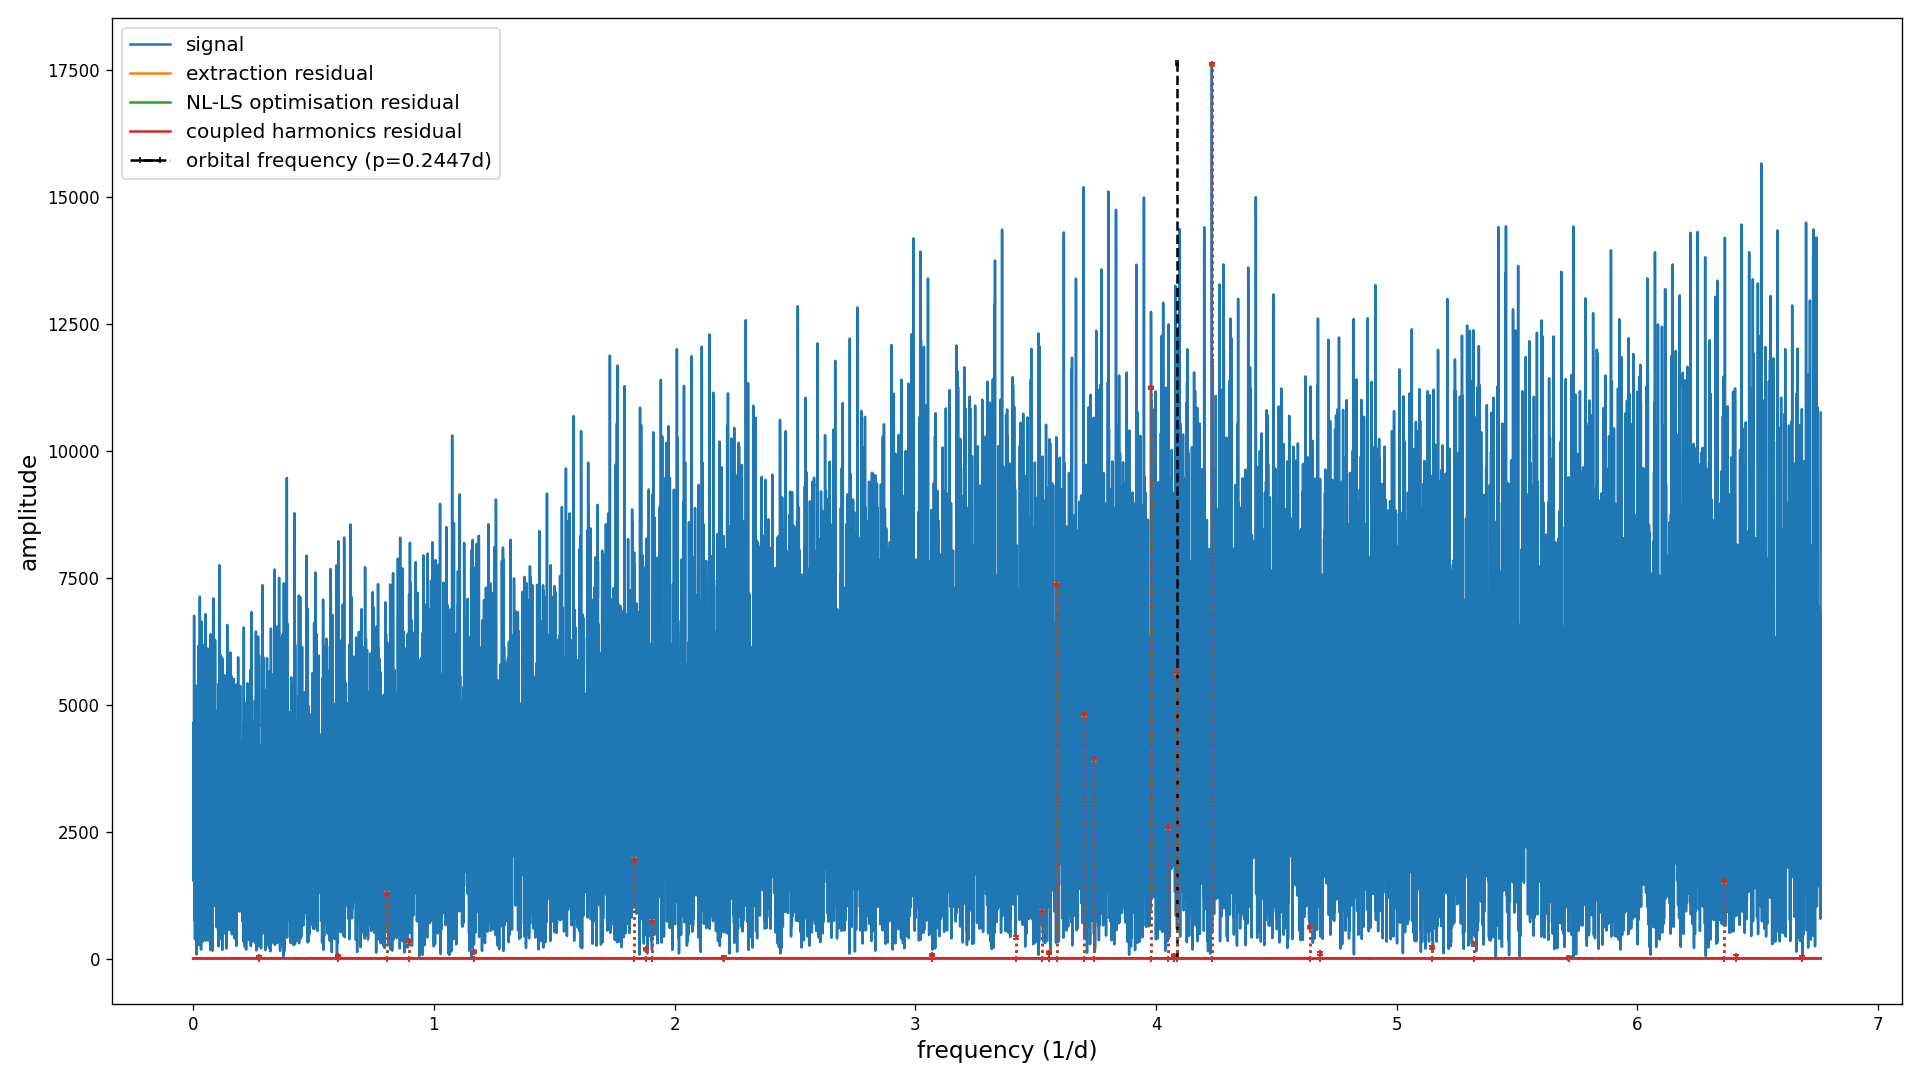 signal
extraction residual
NL-LS optimisation residual
coupled harmonics residual
orbital frequency (p=0.2447d)
17500
15000
12500
10000
7500
5000
2500
0
amplitude
0 1 2 3 4 5 6 7
frequency (1/d)